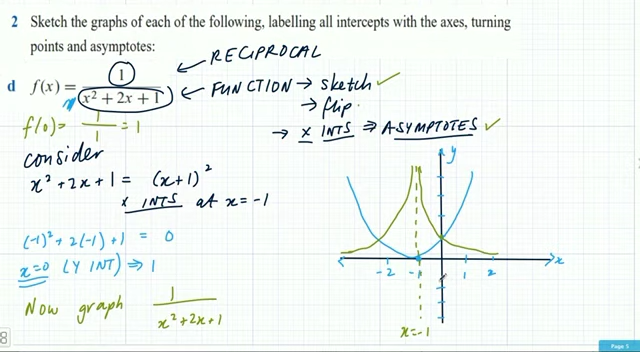 2 Sketch the graphs of each of the following, labelling all intercepts with the axes, turning
points and asymptotes:
← RECIPROCAL
d f(x) = 1/(x² + 2x + 1) ← FUNCTION → sketch ✓
→ flip.
→ X INTS ⇒ ASYMPTOTES ✓
f(0) = 1/1 = 1
consider
x² + 2x + 1 = (x+1)²
X INTS at x = -1
(-1)² + 2(-1) + 1 = 0
x=0 (Y INT) ⇒ 1
Now graph 1/(x² + 2x + 1)
y
x
-2 -1 1 2
x=-1
8
Page 5